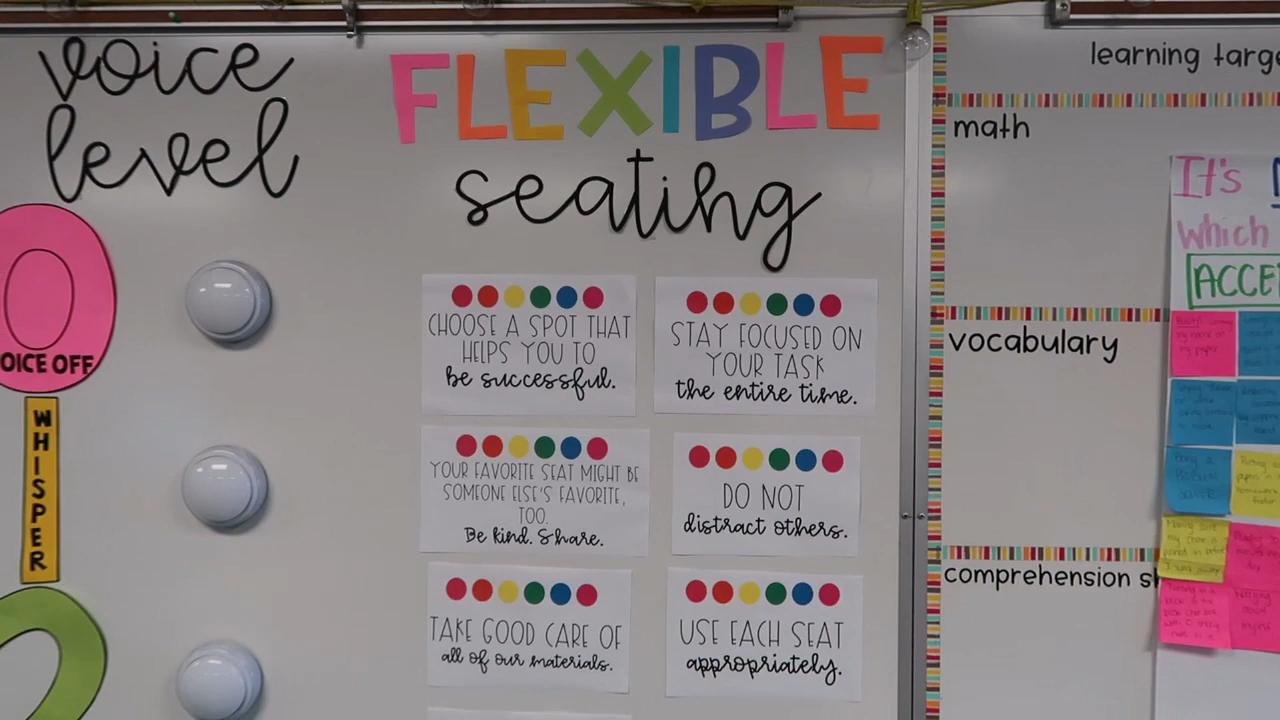 voice
level
0
VOICE OFF
WHISPER
2
FLEXIBLE
seating
CHOOSE A SPOT THAT
HELPS YOU TO
be successful.
STAY FOCUSED ON
YOUR TASK
the entire time.
YOUR FAVORITE SEAT MIGHT BE
SOMEONE ELSE'S FAVORITE,
TOO.
Be kind. Share.
DO NOT
distract others.
TAKE GOOD CARE OF
all of our materials.
USE EACH SEAT
appropriately.
learning
math
vocabulary
comprehension
It's
which